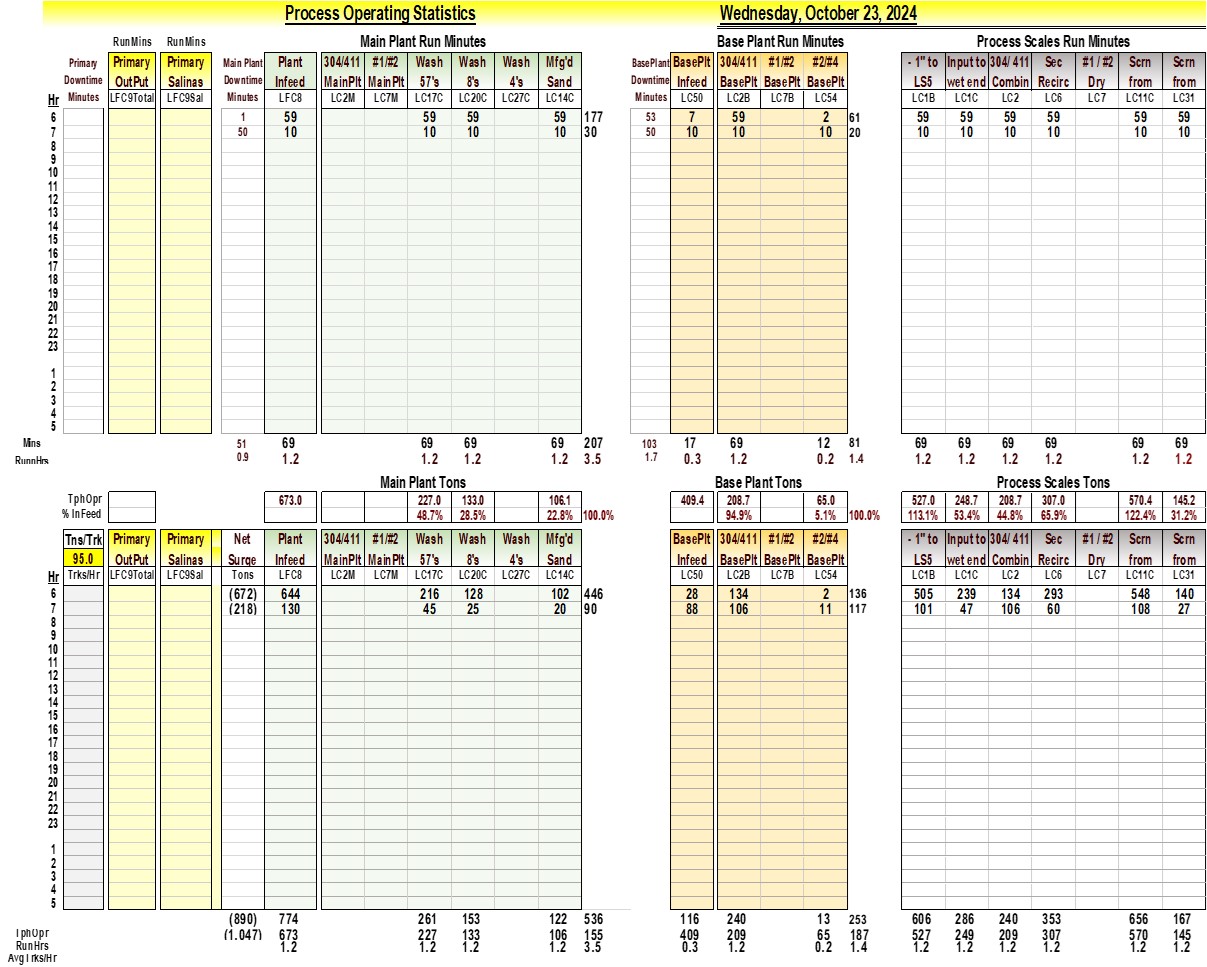 Process Operating Statistics Wednesday, October 23, 2024
RunMins RunMins Main Plant Run Minutes Base Plant Run Minutes Process Scales Run Minutes
Primary Primary Primary Main Plant Plant 304/411 #1/#2 Wash Wash Wash Mfg'd BasePlant BasePlt 304/411 #1/#2 #2/#4 - 1" to Input to 304/ 411 Sec #1 / #2 Scrn Scrn
Downtime OutPut Salinas Downtime Infeed MainPlt MainPlt 57's 8's 4's Sand Downtime Infeed BasePlt BasePlt BasePlt LS5 wet end Combin Recirc Dry from from
Hr Minutes LFC9Total LFC9Sal Minutes LFC8 LC2M LC7M LC17C LC20C LC27C LC14C Minutes LC50 LC2B LC7B LC54 LC1B LC1C LC2 LC6 LC7 LC11C LC31
6 1 59 59 59 59 177 53 7 59 2 61 59 59 59 59 59 59
7 50 10 10 10 10 30 50 10 10 10 20 10 10 10 10 10 10
8
9
10
11
12
13
14
15
16
17
18
19
20
21
22
23
1
2
3
4
5
Mins 51 69 69 69 69 207 103 17 69 12 81 69 69 69 69 69 69
RunnHrs 0.9 1.2 1.2 1.2 1.2 3.5 1.7 0.3 1.2 0.2 1.4 1.2 1.2 1.2 1.2 1.2 1.2
Main Plant Tons Base Plant Tons Process Scales Tons
TphOpr 673.0 227.0 133.0 106.1 409.4 208.7 65.0 527.0 248.7 208.7 307.0 570.4 145.2
% InFeed 48.7% 28.5% 22.8% 100.0% 94.9% 5.1% 100.0% 113.1% 53.4% 44.8% 65.9% 122.4% 31.2%
Tns/Trk Primary Primary Net Plant 304/411 #1/#2 Wash Wash Wash Mfg'd BasePlt 304/411 #1/#2 #2/#4 - 1" to Input to 304/ 411 Sec #1 / #2 Scrn Scrn
95.0 OutPut Salinas Surge Infeed MainPlt MainPlt 57's 8's 4's Sand Infeed BasePlt BasePlt BasePlt LS5 wet end Combin Recirc Dry from from
Hr Trks/Hr LFC9Total LFC9Sal Tons LFC8 LC2M LC7M LC17C LC20C LC27C LC14C LC50 LC2B LC7B LC54 LC1B LC1C LC2 LC6 LC7 LC11C LC31
6 (672) 644 216 128 102 446 28 134 2 136 505 239 134 293 548 140
7 (218) 130 45 25 20 90 88 106 11 117 101 47 106 60 108 27
8
9
10
11
12
13
14
15
16
17
18
19
20
21
22
23
1
2
3
4
5
(890) 774 261 153 122 536 116 240 13 253 606 286 240 353 656 167
TphOpr (1,047) 673 227 133 106 155 409 209 65 187 527 249 209 307 570 145
RunHrs 1.2 1.2 1.2 1.2 3.5 0.3 1.2 0.2 1.4 1.2 1.2 1.2 1.2 1.2 1.2
AvgTrks/Hr